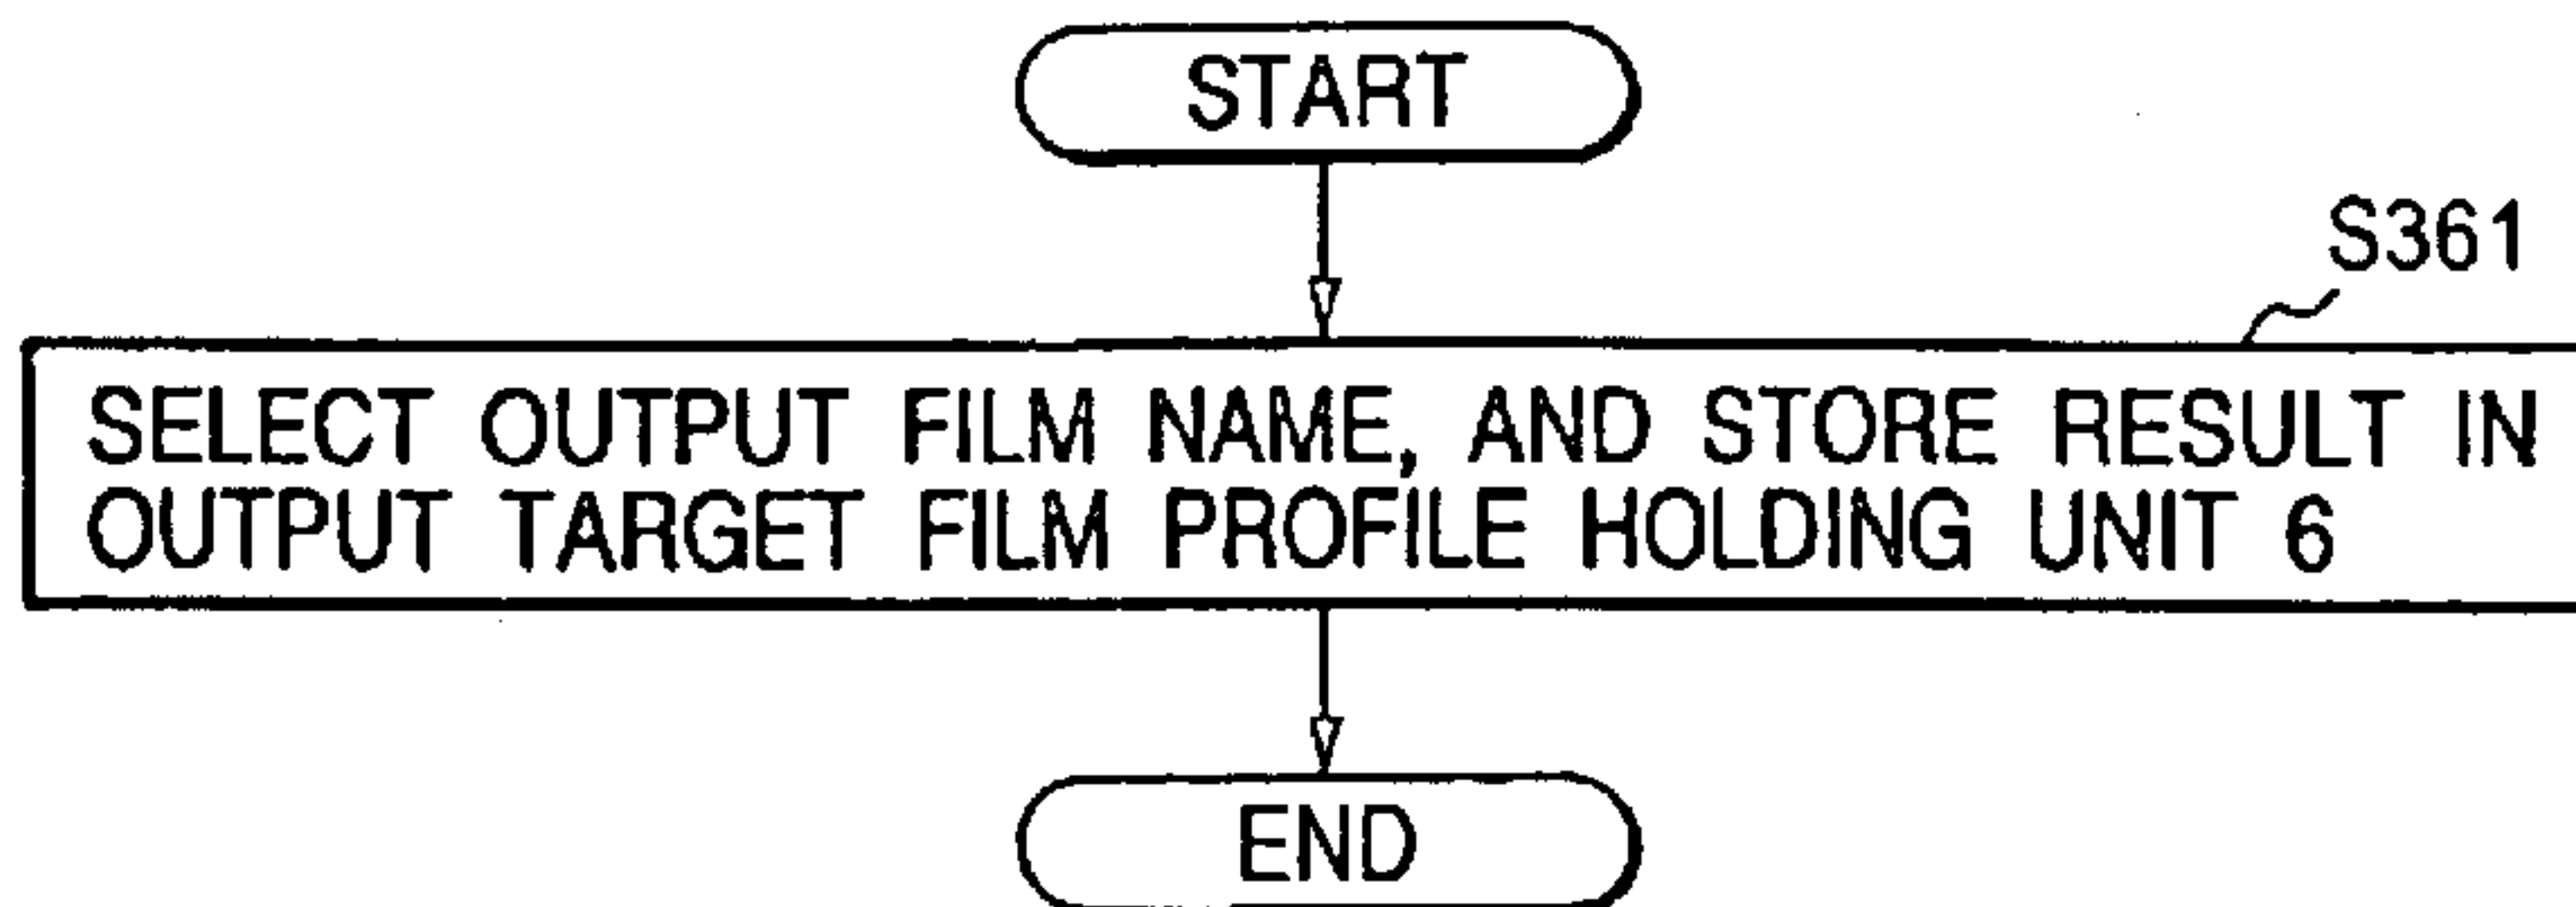 START
S361
SELECT OUTPUT FILM NAME, AND STORE RESULT IN
OUTPUT TARGET FILM PROFILE HOLDING UNIT 6
END